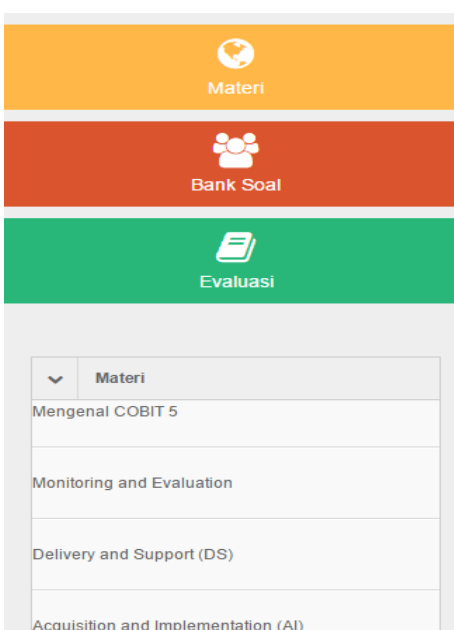 Materi
Bank Soal
Evaluasi
Materi
Mengenal COBIT 5
Monitoring and Evaluation
Delivery and Support (DS)
Acquisition and Implementation (AI)